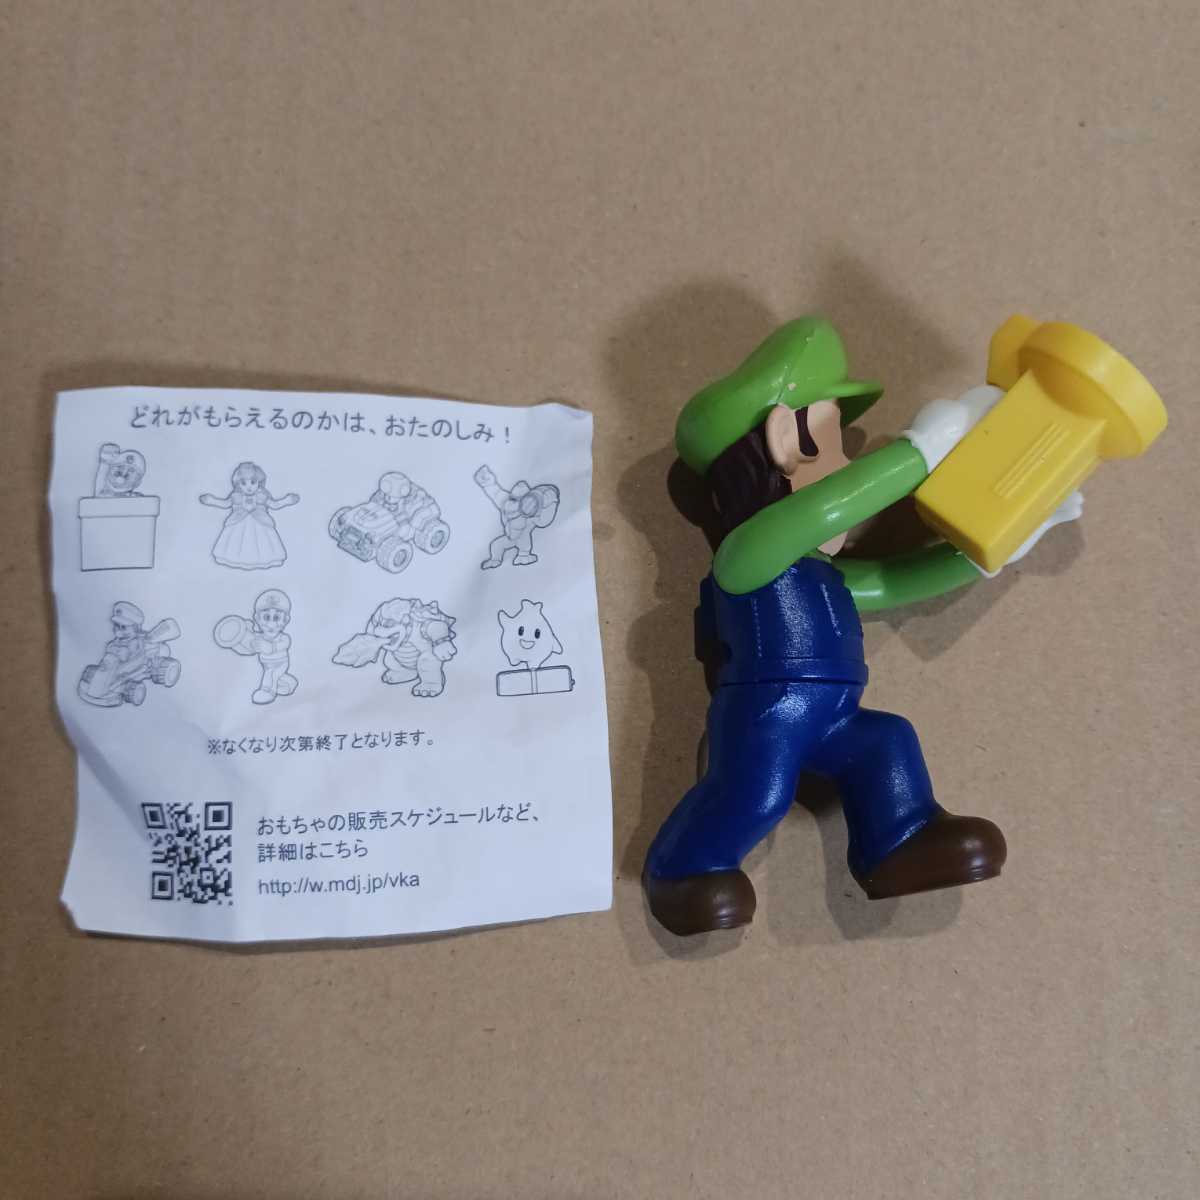 どれがもらえるのかは、おたのしみ！
※なくなり次第終了となります。
おもちゃの販売スケジュールなど、
詳細はこちら
http://w.mdj.jp/vka